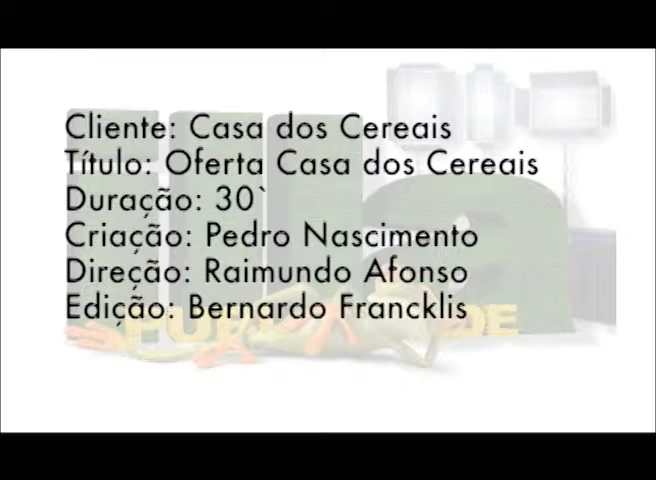 Cliente: Casa dos Cereais
Título: Oferta Casa dos Cereais
Duração: 30`
Criação: Pedro Nascimento
Direção: Raimundo Afonso
Edição: Bernardo Francklis